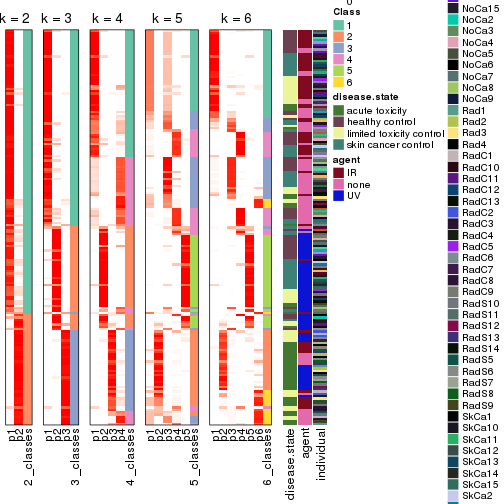 k = 2
k = 3
k = 4
k = 5
k = 6
p1
p2
2_classes
p1
p2
p3
3_classes
p1
p2
p3
p4
4_classes
p1
p2
p3
p4
p5
5_classes
p1
p2
p3
p4
p5
p6
6_classes
disease.state
agent
individual
0
Class
1
2
3
4
5
6
disease.state
acute toxicity
healthy control
limited toxicity control
skin cancer control
agent
IR
none
UV
NoCa15
NoCa2
NoCa3
NoCa4
NoCa5
NoCa6
NoCa7
NoCa8
NoCa9
Rad1
Rad2
Rad3
Rad4
RadC1
RadC10
RadC11
RadC12
RadC13
RadC2
RadC3
RadC4
RadC5
RadC6
RadC7
RadC8
RadC9
RadS10
RadS11
RadS12
RadS13
RadS14
RadS5
RadS6
RadS7
RadS8
RadS9
SkCa1
SkCa10
SkCa11
SkCa12
SkCa13
SkCa14
SkCa15
SkCa2